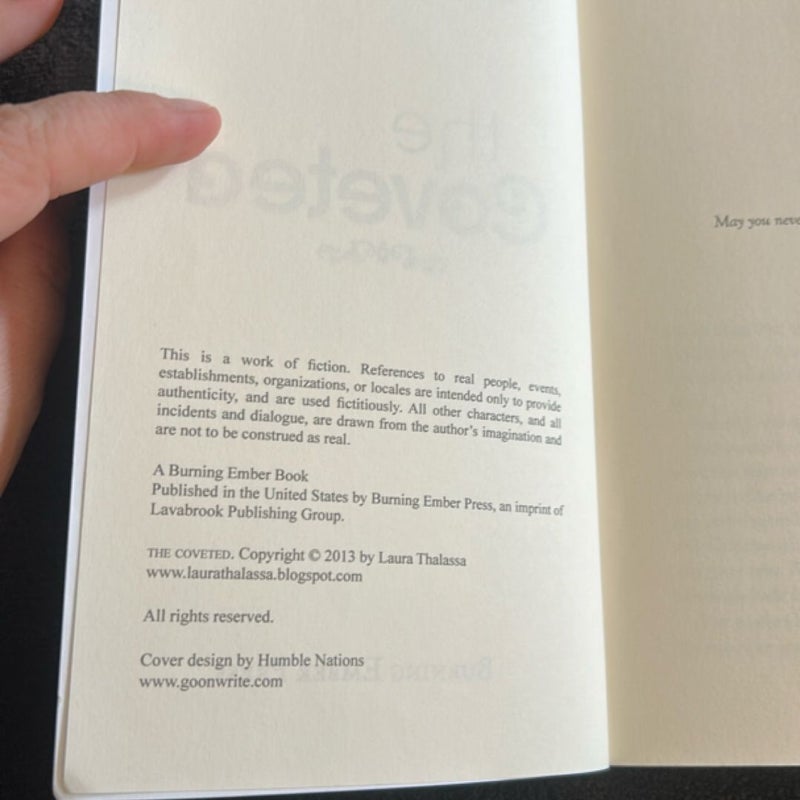 This is a work of fiction. References to real people, events,
establishments, organizations, or locales are intended only to provide
authenticity, and are used fictitiously. All other characters, and all
incidents and dialogue, are drawn from the author's imagination and
are not to be construed as real.
A Burning Ember Book
Published in the United States by Burning Ember Press, an imprint of
Lavabrook Publishing Group.
THE COVETED. Copyright © 2013 by Laura Thalassa
www.laurathalassa.blogspot.com
All rights reserved.
Cover design by Humble Nations
www.goonwrite.com
May you neve